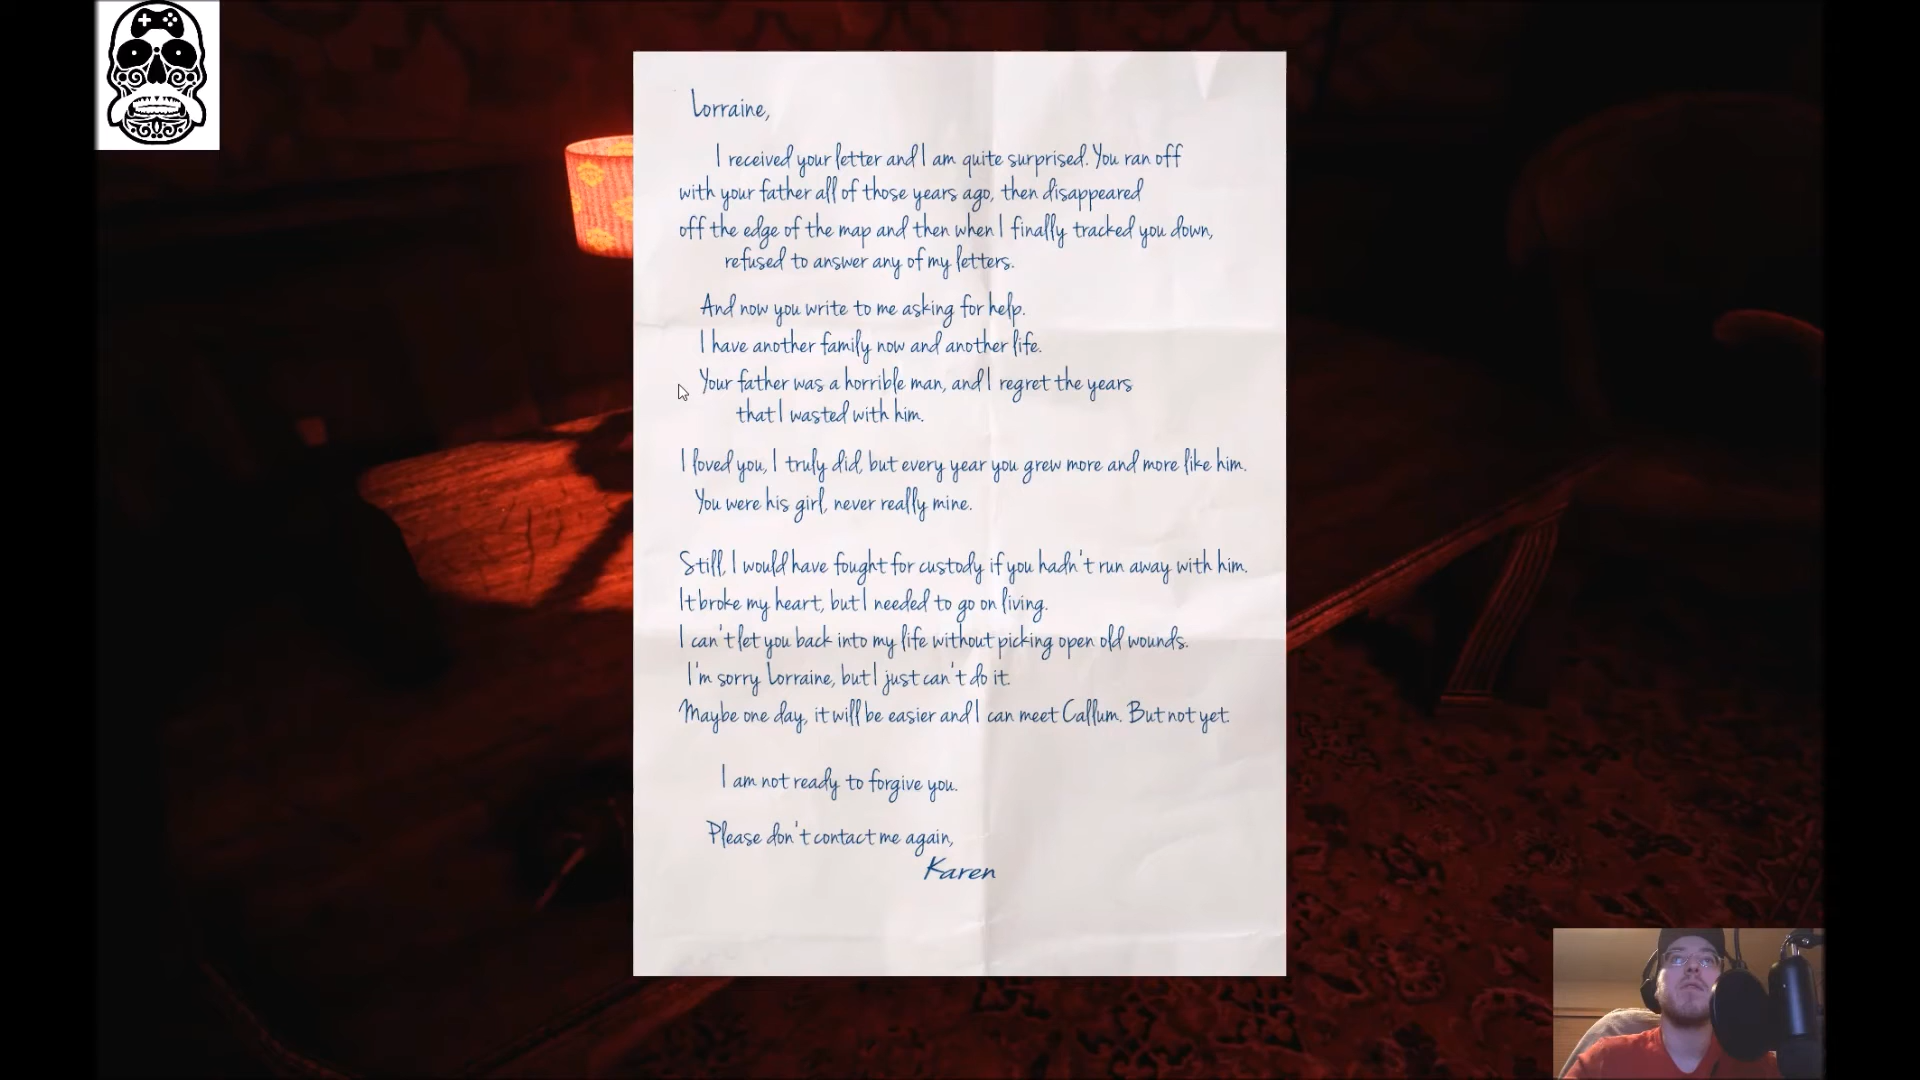 Lorraine,
I received your letter and I am quite surprised. You ran off
with your father all of those years ago, then disappeared
off the edge of the map and then when I finally tracked you down,
refused to answer any of my letters.
And now you write to me asking for help.
I have another family now and another life.
Your father was a horrible man, and I regret the years
that I wasted with him.
I loved you, I truly did, but every year you grew more and more like him.
You were his girl, never really mine.
Still, I would have fought for custody if you hadn't run away with him.
It broke my heart, but I needed to go on living.
I can't let you back into my life without picking open old wounds.
I'm sorry Lorraine, but I just can't do it.
Maybe one day, it will be easier and I can meet Callum. But not yet.
I am not ready to forgive you.
Please don't contact me again,
Karen